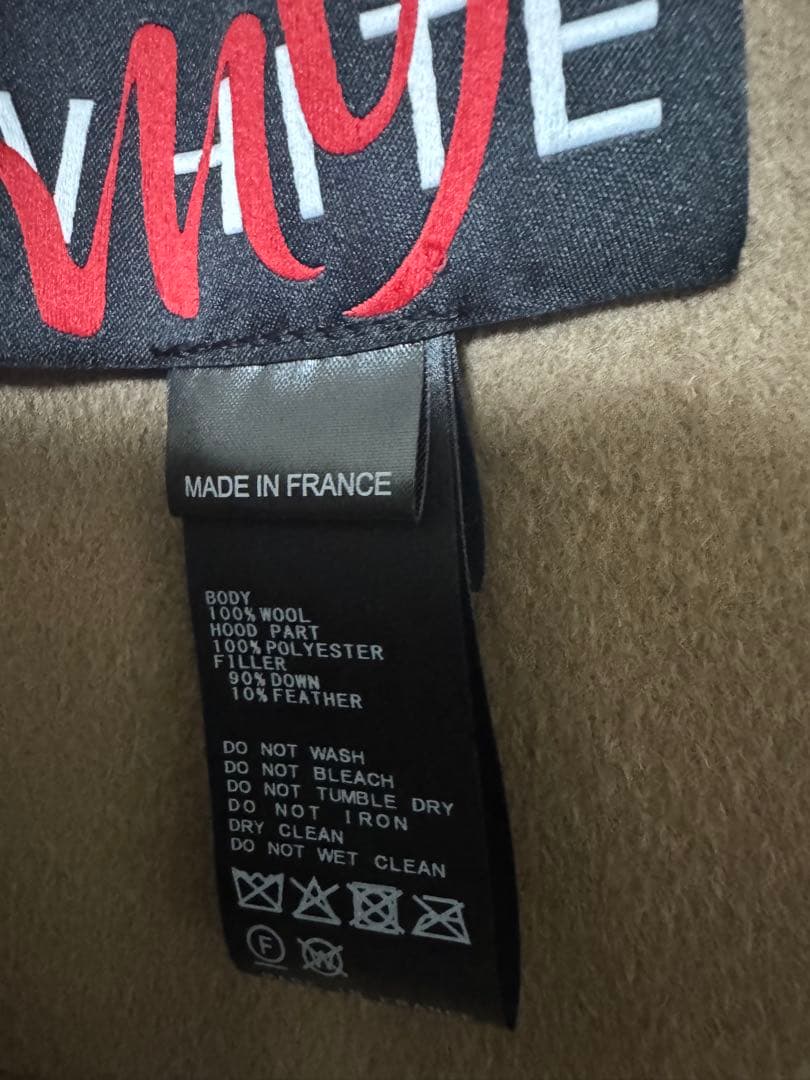 MADE IN FRANCE
BODY
100% WOOL
HOOD PART
100% POLYESTER
FILLER
90% DOWN
10% FEATHER
DO NOT WASH
DO NOT BLEACH
DO NOT TUMBLE DRY
DO NOT IRON
DRY CLEAN
DO NOT WET CLEAN
F W